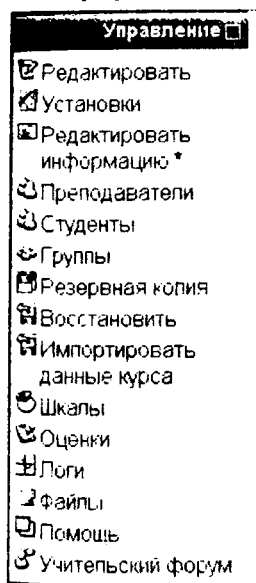 Управление
Редактировать
Установки
Редактировать
информацию *
Преподаватели
Студенты
Группы
Резервная копия
Восстановить
Импортировать
данные курса
Шкалы
Оценки
Логи
Файлы
Помощь
Учительский форум